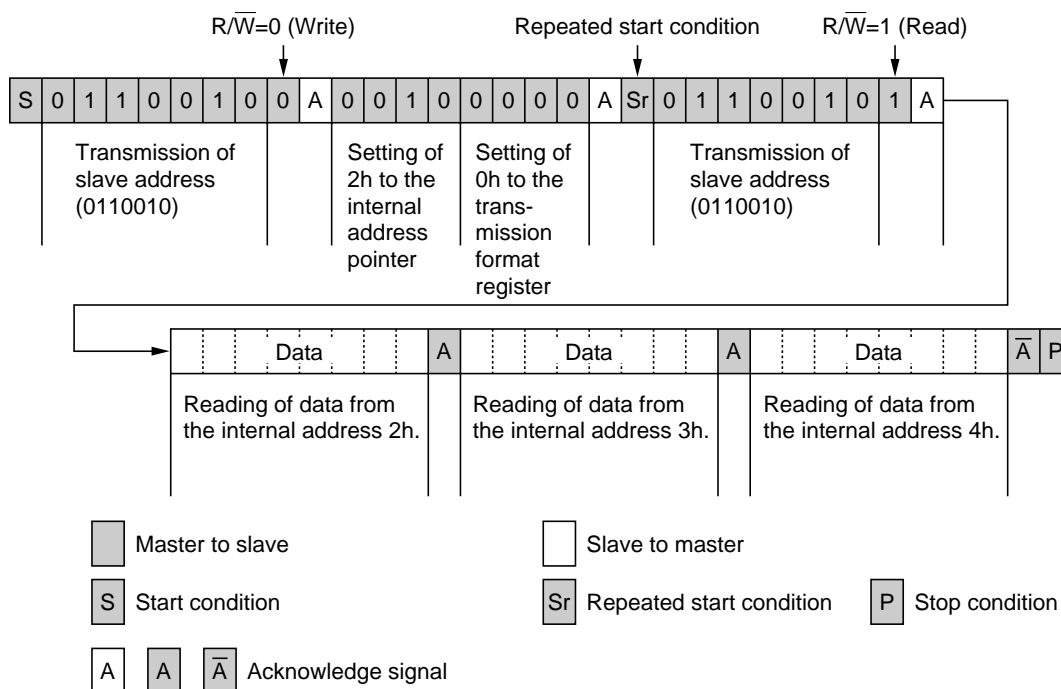 R/W̅=0 (Write) Repeated start condition R/W̅=1 (Read)
S 0 1 1 0 0 1 0 0 A 0 0 1 0 0 0 0 0 A Sr 0 1 1 0 0 1 0 1 A
Transmission of
slave address
(0110010)
Setting of
2h to the
internal
address
pointer
Setting of
0h to the
trans-
mission
format
register
Transmission of
slave address
(0110010)
Data A Data A Data A̅ P
Reading of data from
the internal address 2h.
Reading of data from
the internal address 3h.
Reading of data from
the internal address 4h.
Master to slave Slave to master
S Start condition Sr Repeated start condition P Stop condition
A A A̅ Acknowledge signal